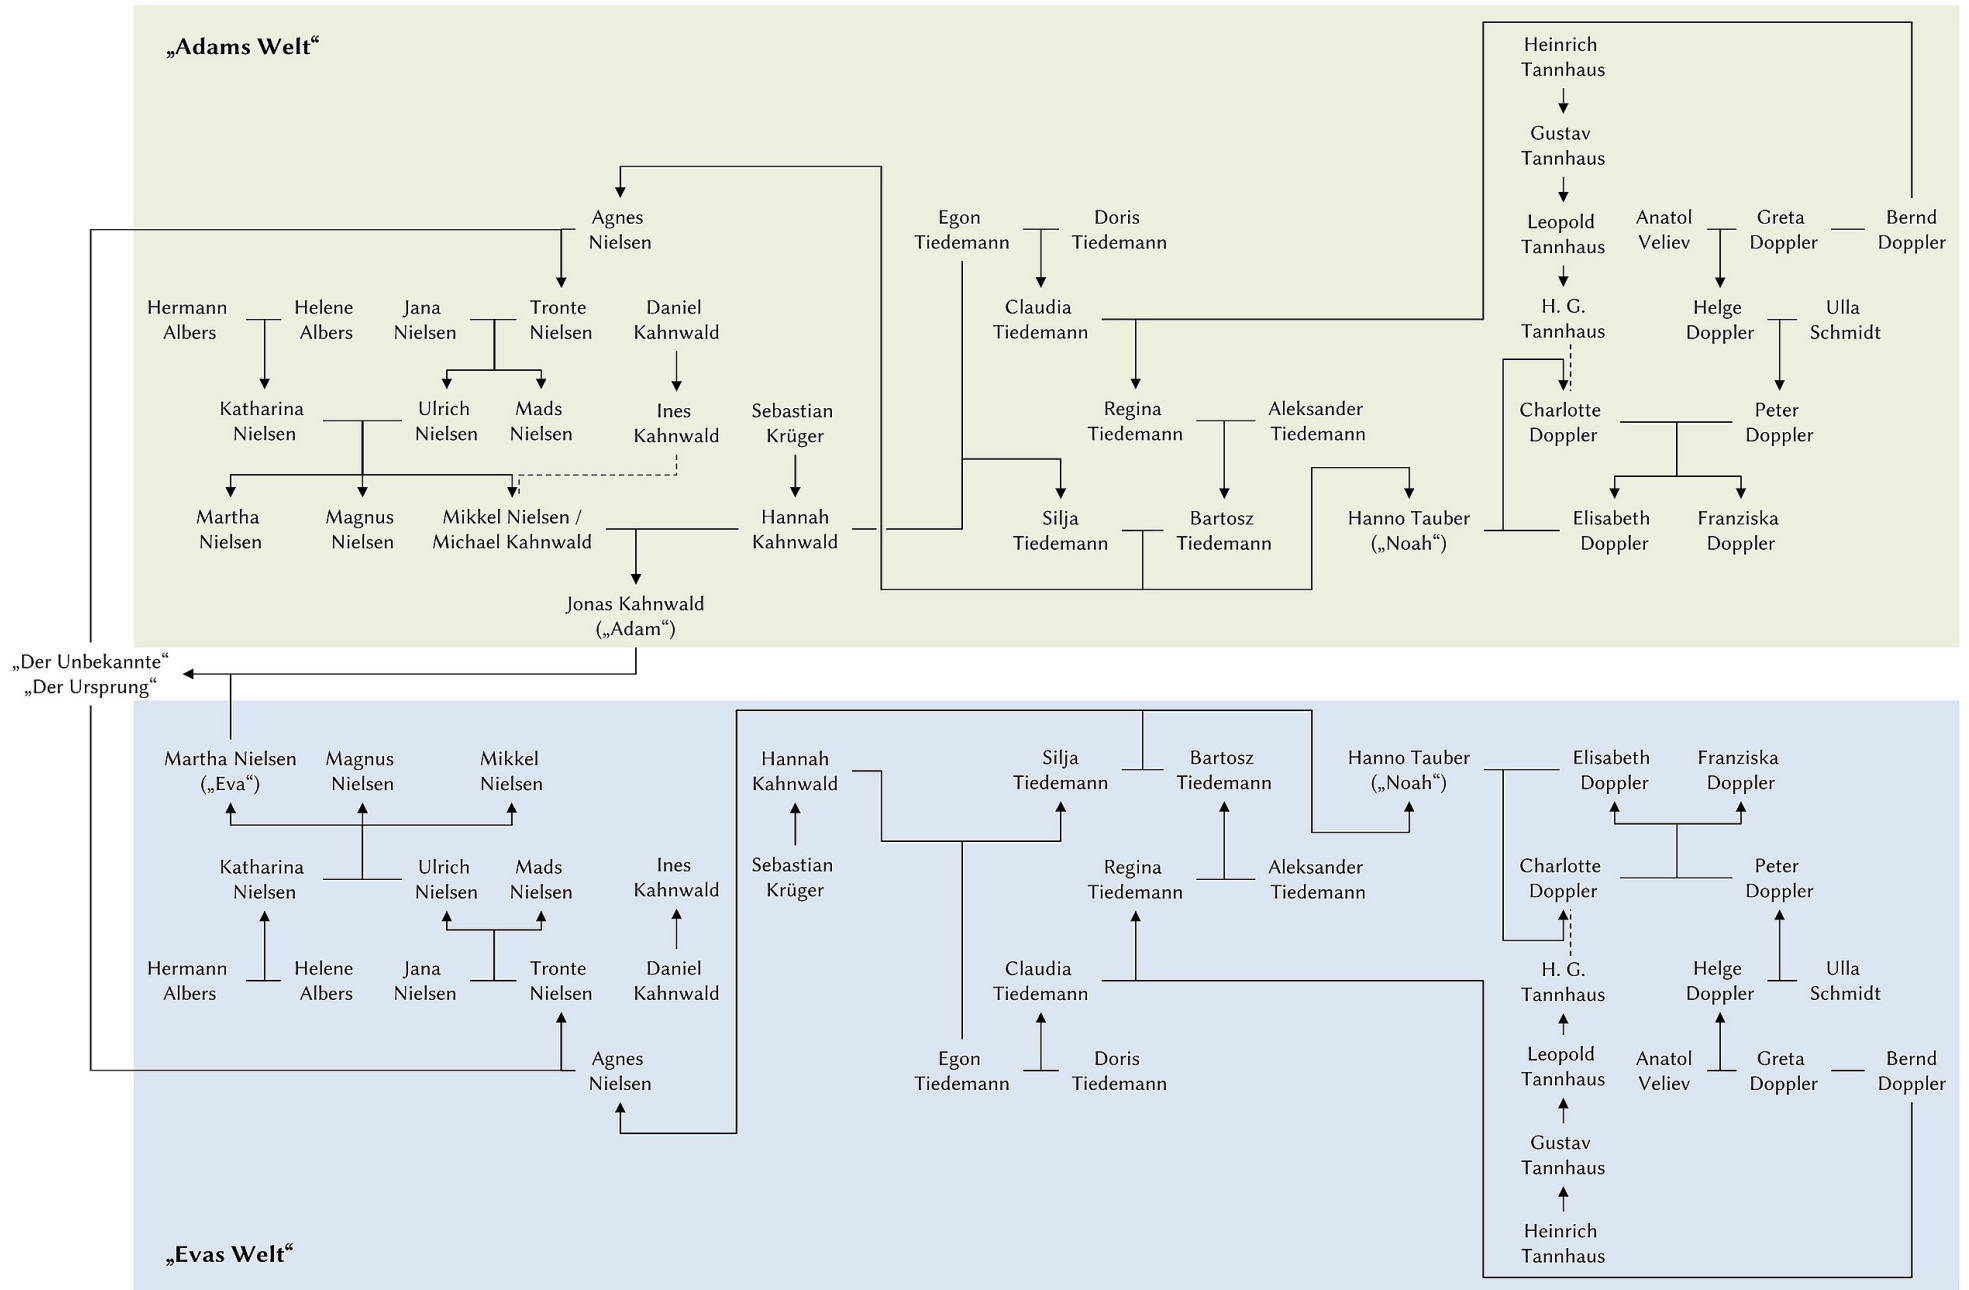 „Adams Welt“
Heinrich
Tannhaus
Gustav
Tannhaus
Agnes
Nielsen
Egon
Tiedemann
Doris
Tiedemann
Leopold
Tannhaus
Anatol
Veliev
Greta
Doppler
Bernd
Doppler
Hermann
Albers
Helene
Albers
Jana
Nielsen
Tronte
Nielsen
Daniel
Kahnwald
Claudia
Tiedemann
H. G.
Tannhaus
Helge
Doppler
Ulla
Schmidt
Katharina
Nielsen
Ulrich
Nielsen
Mads
Nielsen
Ines
Kahnwald
Sebastian
Krüger
Regina
Tiedemann
Aleksander
Tiedemann
Charlotte
Doppler
Peter
Doppler
Martha
Nielsen
Magnus
Nielsen
Mikkel Nielsen /
Michael Kahnwald
Hannah
Kahnwald
Silja
Tiedemann
Bartosz
Tiedemann
Hanno Tauber
(„Noah“)
Elisabeth
Doppler
Franziska
Doppler
Jonas Kahnwald
(„Adam“)
„Der Unbekannte“
„Der Ursprung“
Martha Nielsen
(„Eva“)
Magnus
Nielsen
Mikkel
Nielsen
Hannah
Kahnwald
Silja
Tiedemann
Bartosz
Tiedemann
Hanno Tauber
(„Noah“)
Elisabeth
Doppler
Franziska
Doppler
Katharina
Nielsen
Ulrich
Nielsen
Mads
Nielsen
Ines
Kahnwald
Sebastian
Krüger
Regina
Tiedemann
Aleksander
Tiedemann
Charlotte
Doppler
Peter
Doppler
Hermann
Albers
Helene
Albers
Jana
Nielsen
Tronte
Nielsen
Daniel
Kahnwald
Claudia
Tiedemann
H. G.
Tannhaus
Helge
Doppler
Ulla
Schmidt
Agnes
Nielsen
Egon
Tiedemann
Doris
Tiedemann
Leopold
Tannhaus
Anatol
Veliev
Greta
Doppler
Bernd
Doppler
Gustav
Tannhaus
Heinrich
Tannhaus
„Evas Welt“